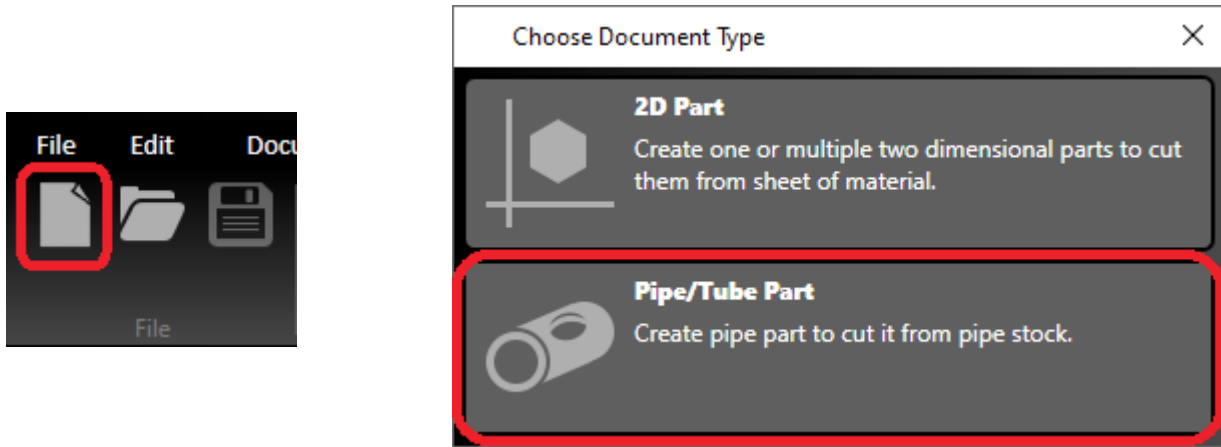 File Edit Docu
File
Choose Document Type
2D Part
Create one or multiple two dimensional parts to cut
them from sheet of material.
Pipe/Tube Part
Create pipe part to cut it from pipe stock.